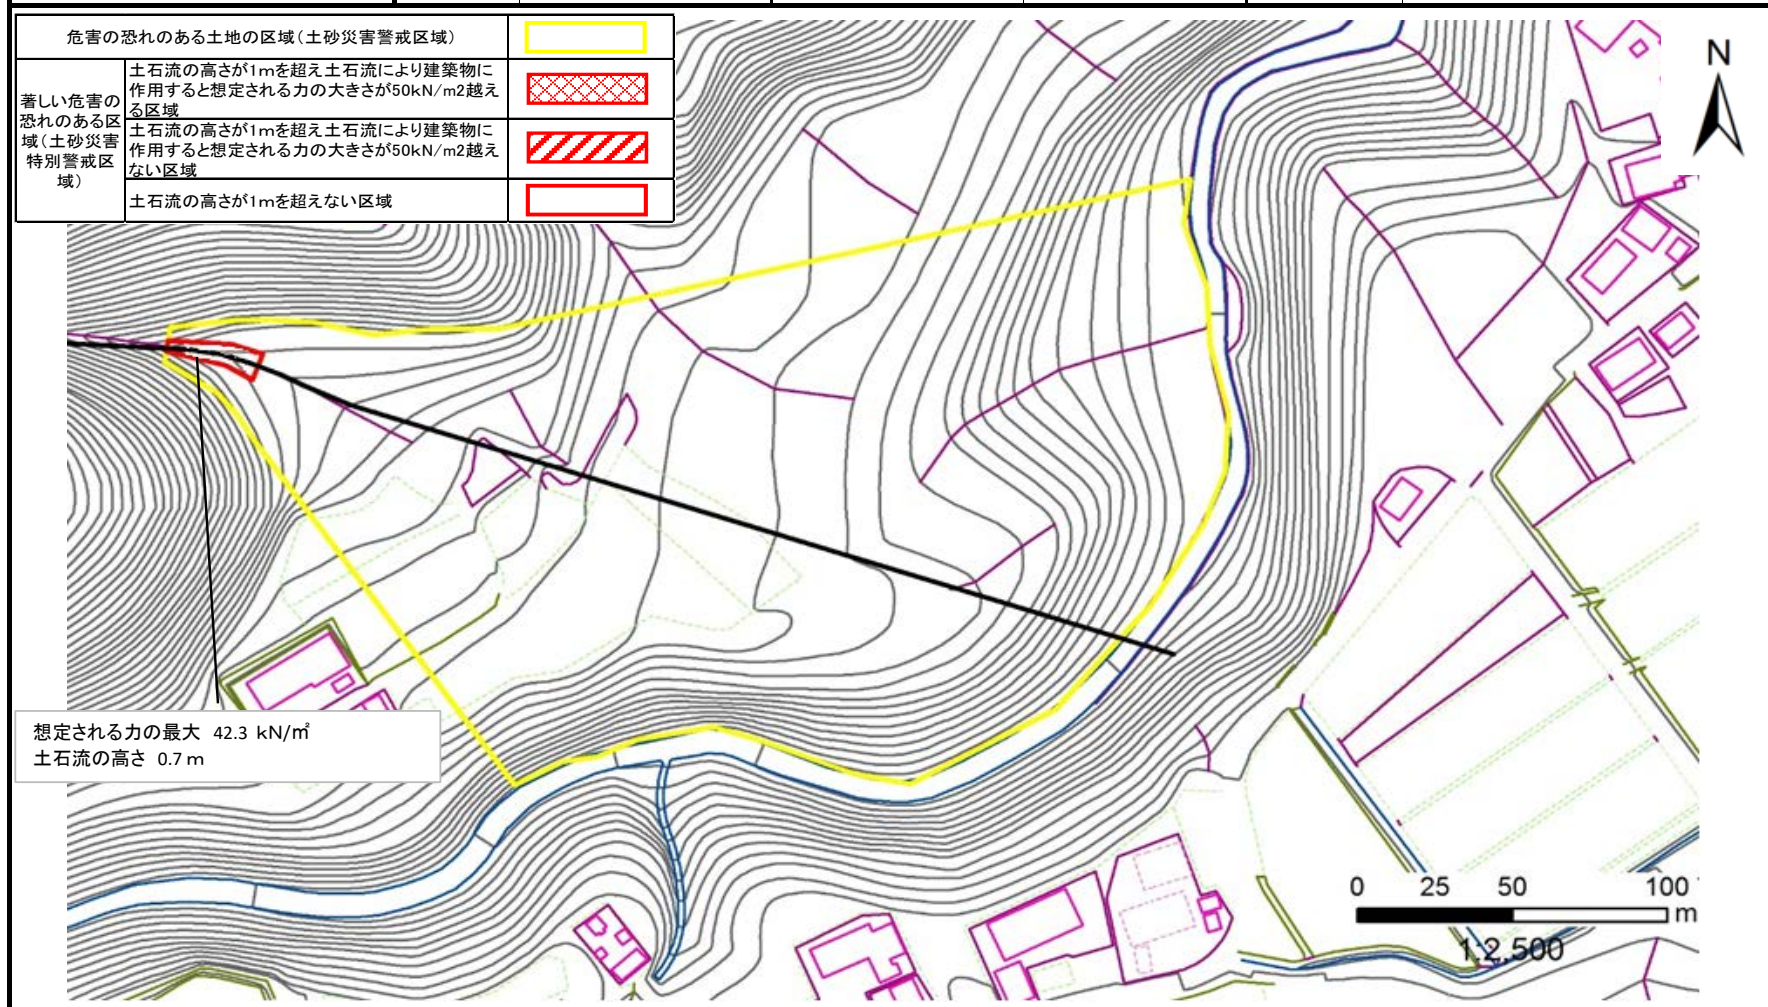 危害の恐れのある土地の区域(土砂災害警戒区域)
著しい危害の
恐れのある区
域(土砂災害
特別警戒区
域)
土石流の高さが1mを超え土石流により建築物に
作用すると想定される力の大きさが50kN/m2越え
る区域
土石流の高さが1mを超え土石流により建築物に
作用すると想定される力の大きさが50kN/m2越え
ない区域
土石流の高さが1mを超えない区域
N
想定される力の最大 42.3 kN/㎡
土石流の高さ 0.7 m
0 25 50 100
m
1:2,500